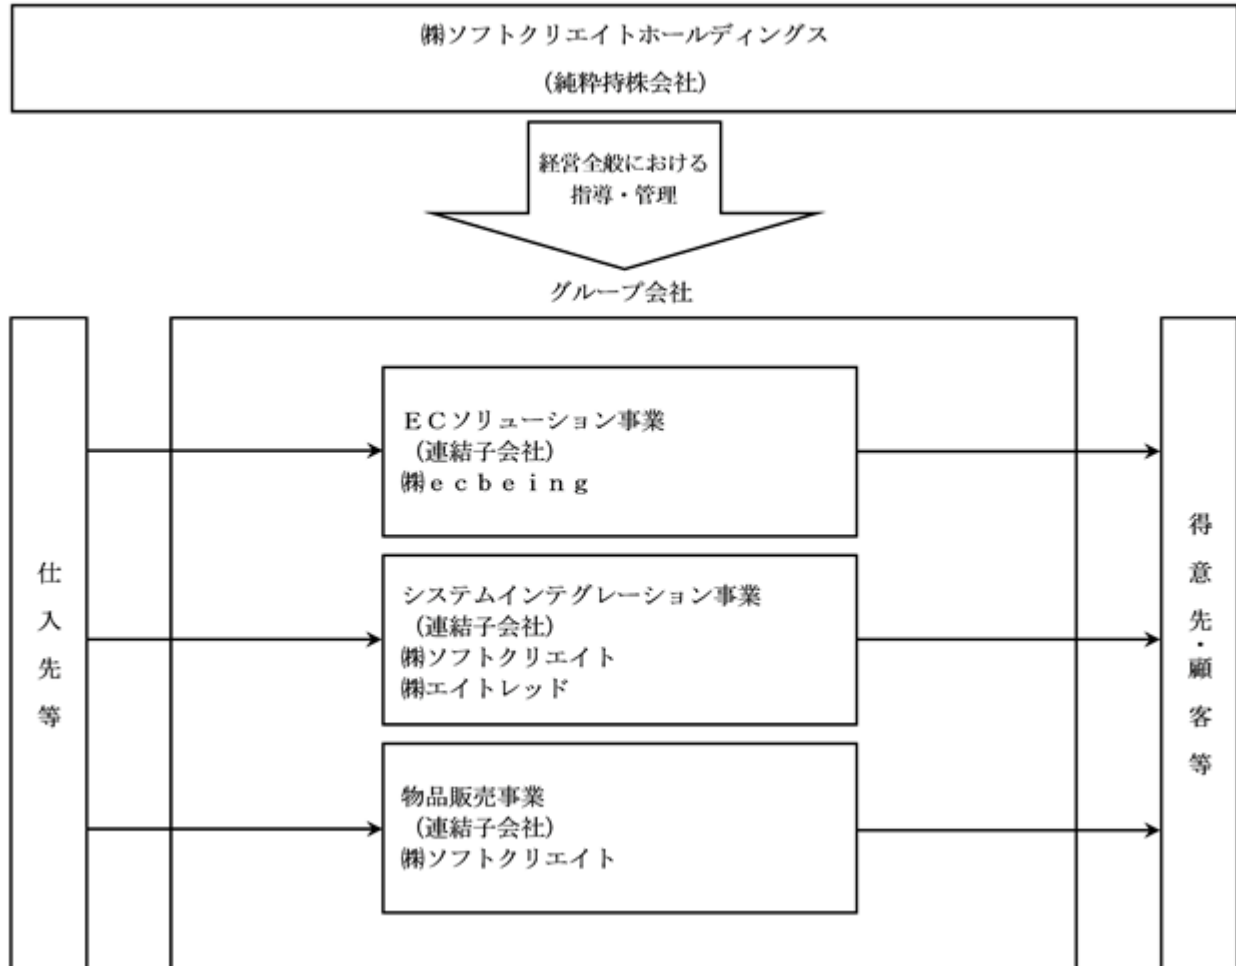 ㈱ソフトクリエイトホールディングス
(純粋持株会社)
経営全般における
指導・管理
グループ会社
仕入先等
ＥＣソリューション事業
(連結子会社)
㈱ｅｃｂｅｉｎｇ
システムインテグレーション事業
(連結子会社)
㈱ソフトクリエイト
㈱エイトレッド
物品販売事業
(連結子会社)
㈱ソフトクリエイト
得意先・顧客等